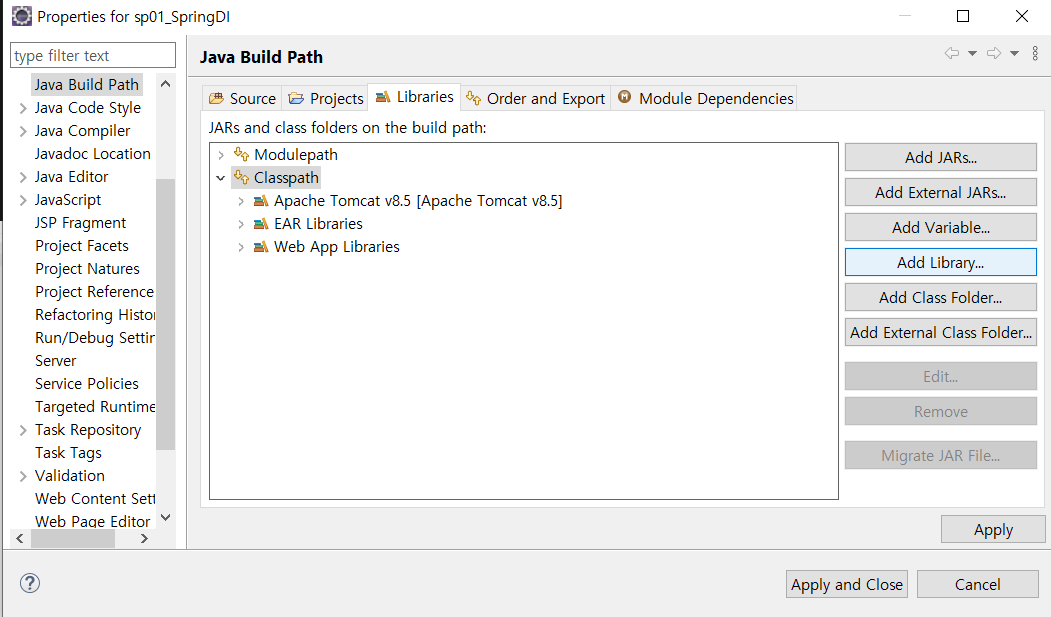 Properties for sp01_SpringDI
type filter text
Java Build Path
Java Code Style
Java Compiler
Javadoc Location
Java Editor
JavaScript
JSP Fragment
Project Facets
Project Natures
Project Reference
Refactoring Histo
Run/Debug Settin
Server
Service Policies
Targeted Runtime
Task Repository
Task Tags
Validation
Web Content Sett
Web Page Editor
Java Build Path
Source
Projects
Libraries
Order and Export
Module Dependencies
JARs and class folders on the build path:
Modulepath
Classpath
Apache Tomcat v8.5 [Apache Tomcat v8.5]
EAR Libraries
Web App Libraries
Add JARs...
Add External JARs...
Add Variable...
Add Library...
Add Class Folder...
Add External Class Folder...
Edit...
Remove
Migrate JAR File...
Apply
?
Apply and Close
Cancel